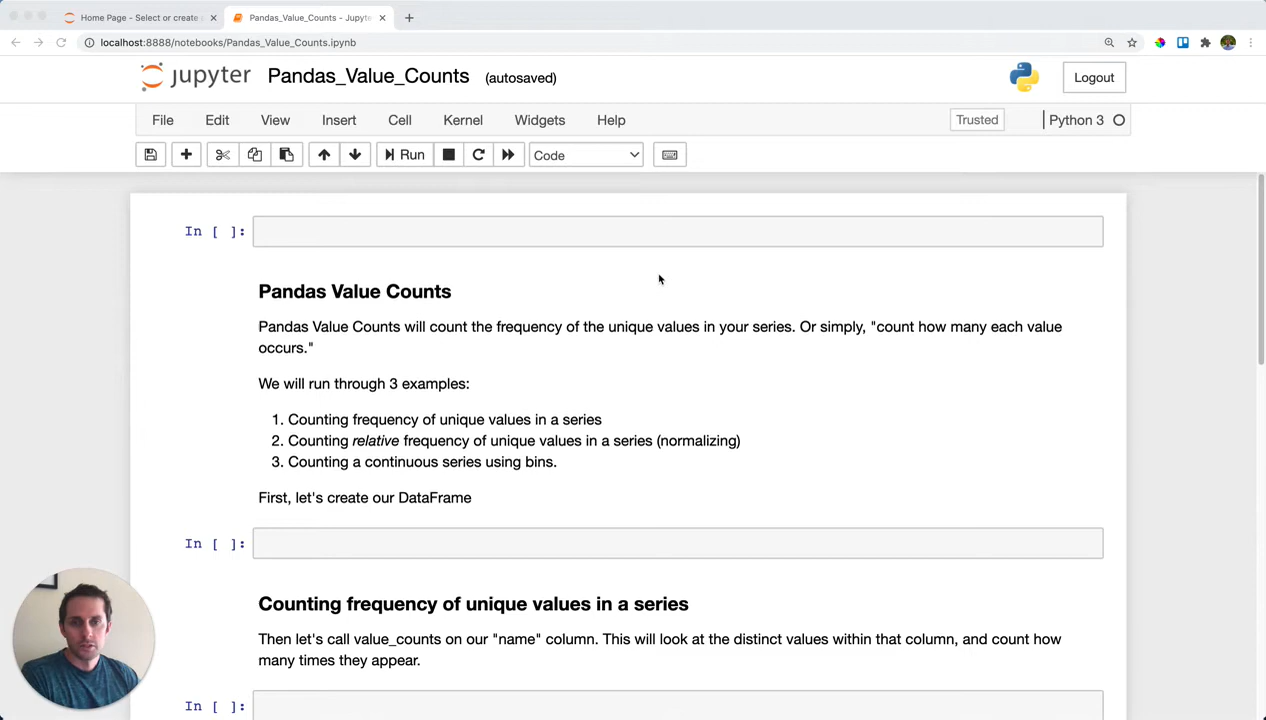 Home Page - Select or create
Pandas_Value_Counts - Jupyte
localhost:8888/notebooks/Pandas_Value_Counts.ipynb
jupyter Pandas_Value_Counts (autosaved)
Logout
File Edit View Insert Cell Kernel Widgets Help
Trusted
Python 3
Run
Code
In [ ]:
Pandas Value Counts
Pandas Value Counts will count the frequency of the unique values in your series. Or simply, "count how many each value
occurs."
We will run through 3 examples:
1. Counting frequency of unique values in a series
2. Counting relative frequency of unique values in a series (normalizing)
3. Counting a continuous series using bins.
First, let's create our DataFrame
In [ ]:
Counting frequency of unique values in a series
Then let's call value_counts on our "nme" column. This will look at the distinct values within that column, and count how
many times they appear.
In [ ]: